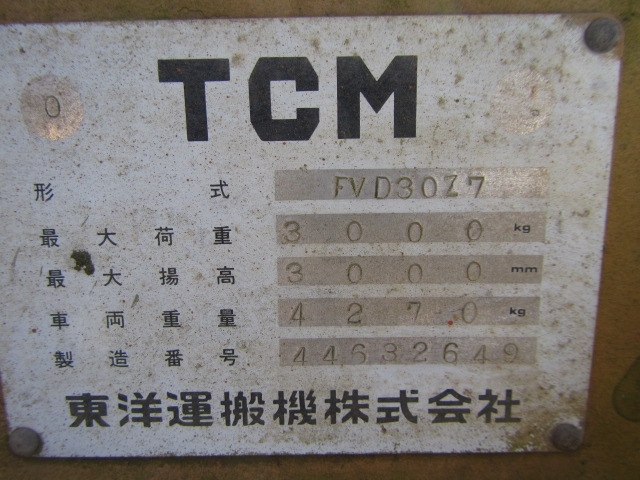 TCM
0
形式 FVD30Z7
最大荷重 3000 kg
最大揚高 3000 mm
車両重量 4270 kg
製造番号 44632649
東洋運搬機株式会社